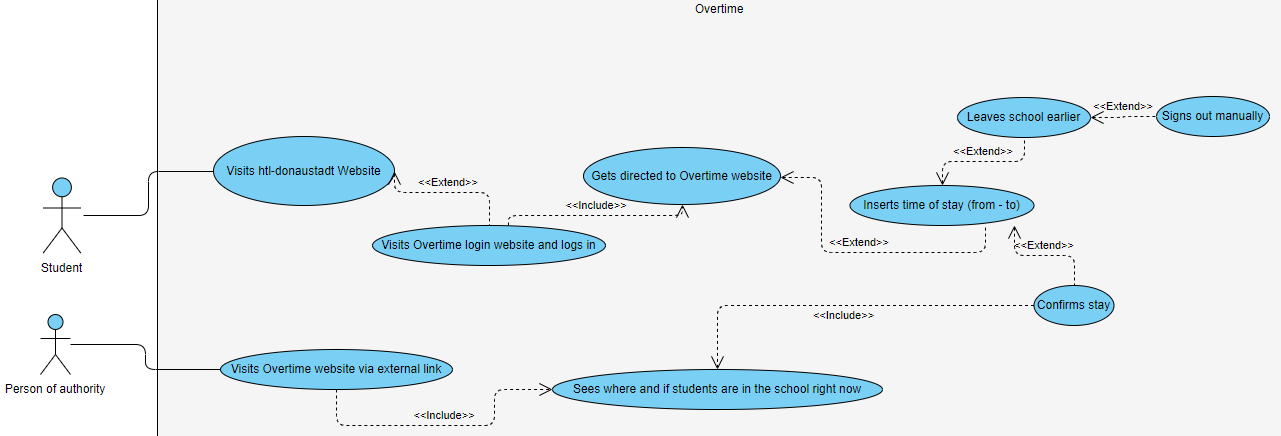 Overtime
Leaves school earlier
<<Extend>>
Signs out manually
<<Extend>>
Visits htl-donaustadt Website
<<Extend>>
Gets directed to Overtime website
<<Include>>
Inserts time of stay (from - to)
Visits Overtime login website and logs in
<<Extend>>
<<Extend>>
Student
Confirms stay
<<Include>>
Person of authority
Visits Overtime website via external link
Sees where and if students are in the school right now
<<Include>>